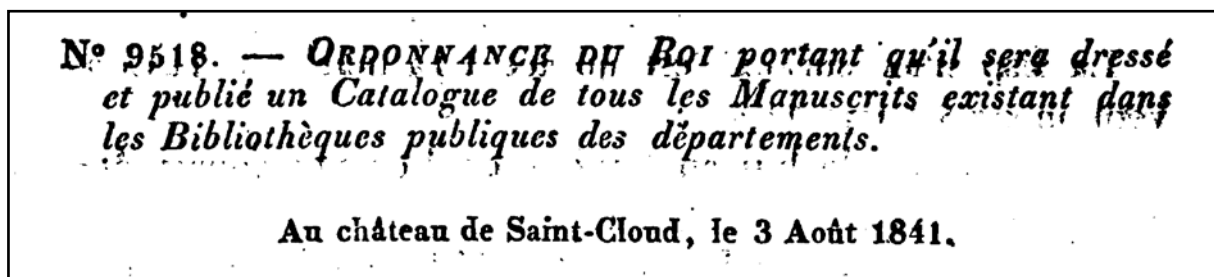 N° 9518. — ORDONNANCE DU ROI portant qu'il sera dressé
et publié un Catalogue de tous les Manuscrits existant dans
les Bibliothèques publiques des départements.
Au château de Saint-Cloud, le 3 Août 1841.